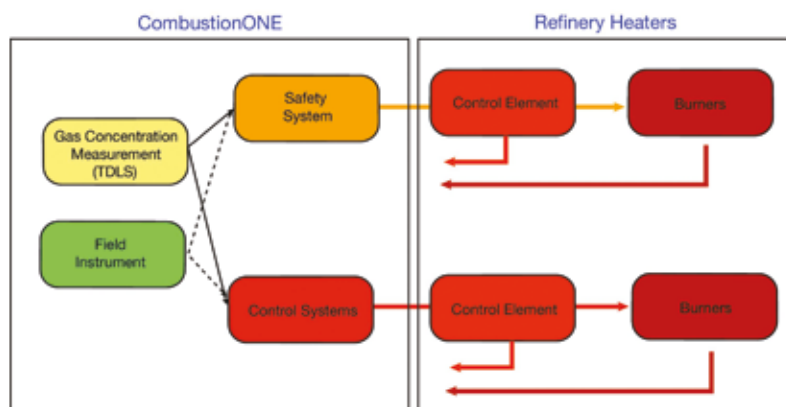 CombustionONE
Refinery Heaters
Safety
System
Control Element
Burners
Gas Concentration
Measurement
(TDLS)
Field
Instrument
Control Systems
Control Element
Burners